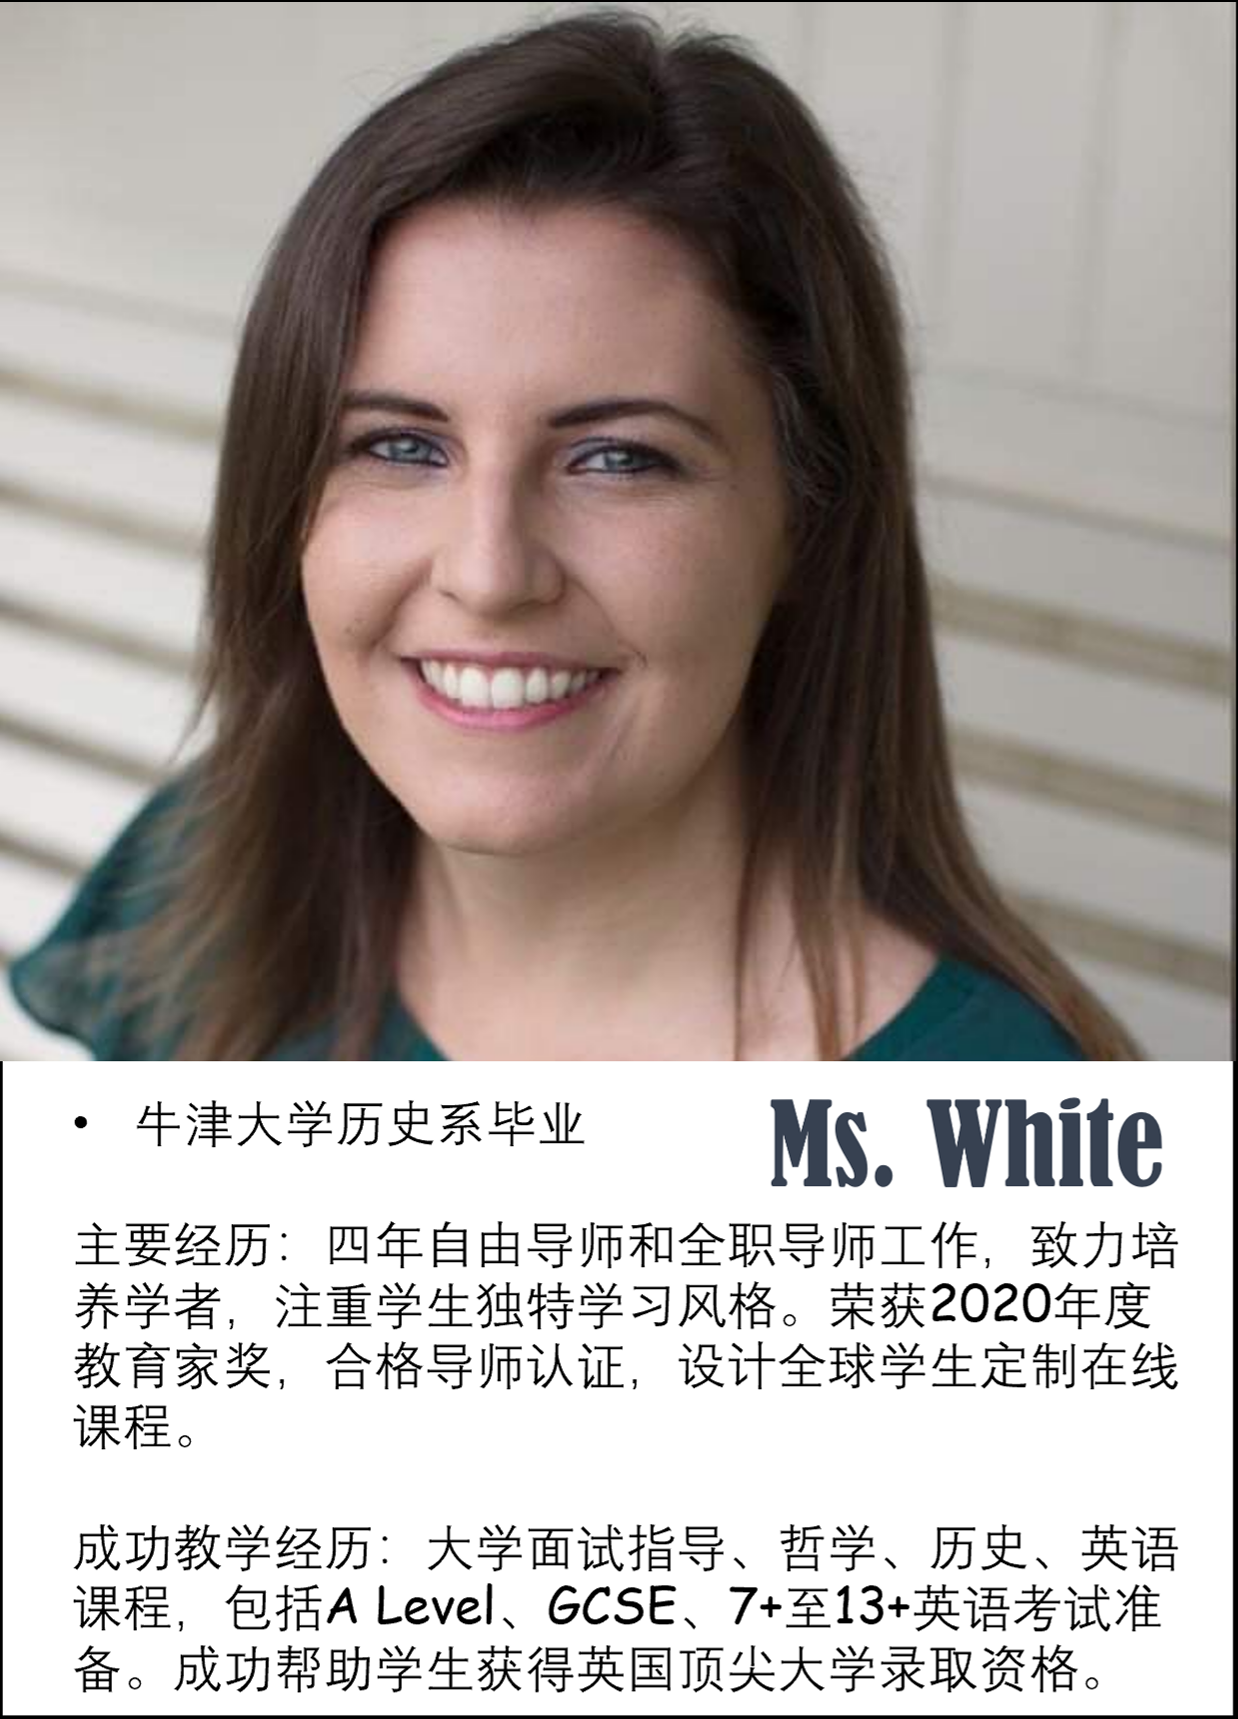 • 牛津大学历史系毕业
Ms. White
主要经历：四年自由导师和全职导师工作，致力培
养学者，注重学生独特学习风格。荣获2020年度
教育家奖，合格导师认证，设计全球学生定制在线
课程。
成功教学经历：大学面试指导、哲学、历史、英语
课程，包括A Level、GCSE、7+至13+英语考试准
备。成功帮助学生获得英国顶尖大学录取资格。